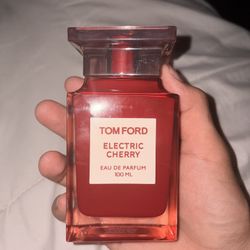 TOM FORD
ELECTRIC
CHERRY
EAU DE PARFUM
100 ML